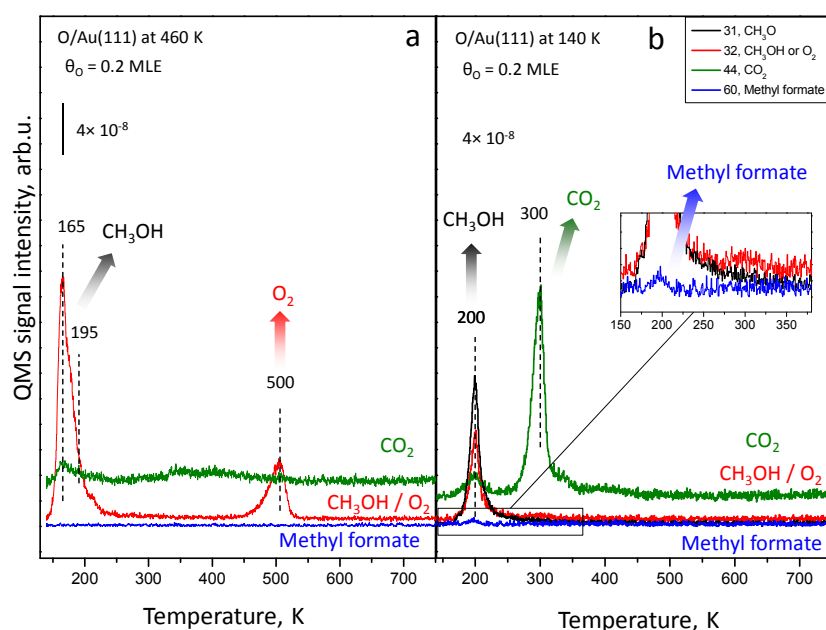 QMS signal intensity, arb.u.
O/Au(111) at 460 K
a
θO = 0.2 MLE
4× 10-8
165
CH3OH
195
O2
500
CO2
CH3OH / O2
Methyl formate
200 300 400 500 600 700
Temperature, K
O/Au(111) at 140 K
b
θO = 0.2 MLE
4× 10-8
31, CH3O
32, CH3OH or O2
44, CO2
60, Methyl formate
Methyl formate
CH3OH
300
CO2
200
150 200 250 300 350
CO2
CH3OH / O2
Methyl formate
200 300 400 500 600 700
Temperature, K